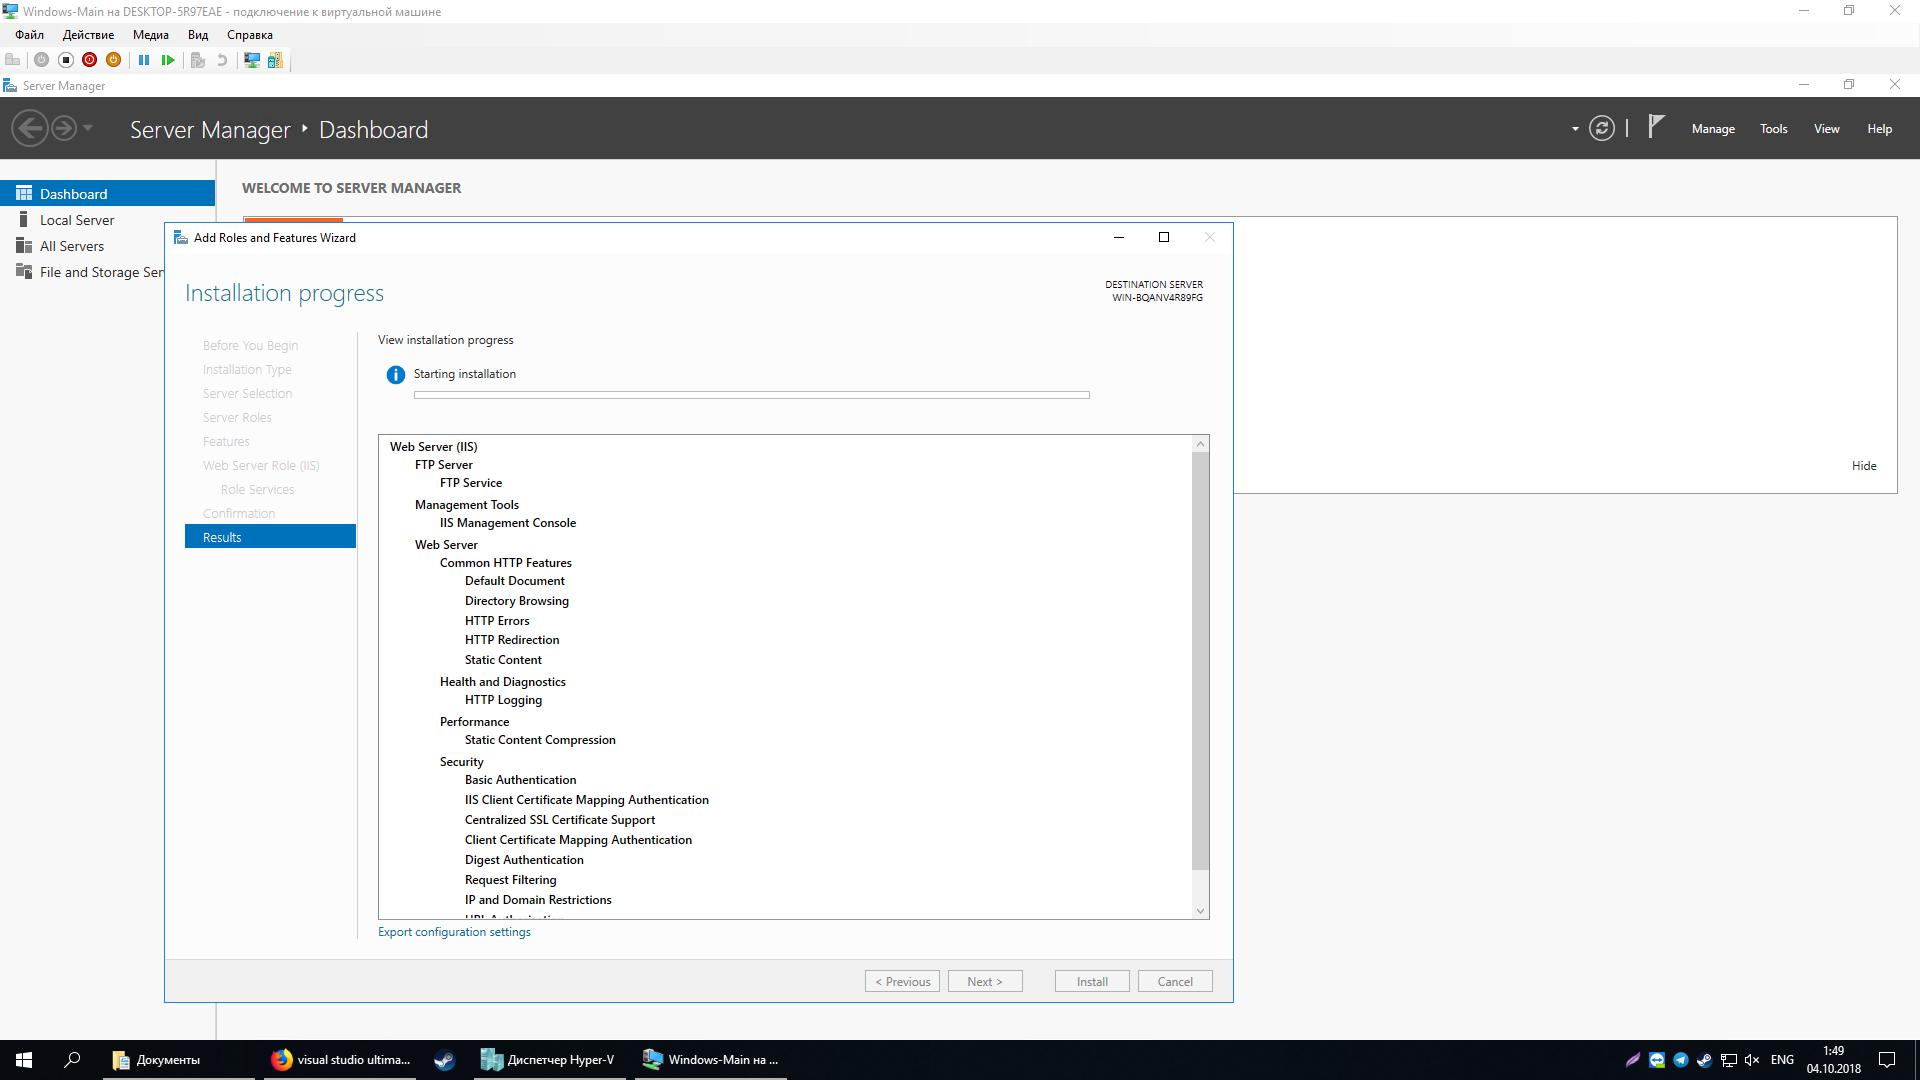 Windows-Main на DESKTOP-5R97EAE - подключение к виртуальной машине
Файл Действие Медиа Вид Справка
Server Manager
Server Manager Dashboard
Manage Tools View Help
Dashboard
Local Server
All Servers
File and Storage Ser
WELCOME TO SERVER MANAGER
Hide
Add Roles and Features Wizard
Installation progress
DESTINATION SERVER
WIN-BQANV4R89FG
Before You Begin
Installation Type
Server Selection
Server Roles
Features
Web Server Role (IIS)
Role Services
Confirmation
Results
View installation progress
Starting installation
Web Server (IIS)
FTP Server
FTP Service
Management Tools
IIS Management Console
Web Server
Common HTTP Features
Default Document
Directory Browsing
HTTP Errors
HTTP Redirection
Static Content
Health and Diagnostics
HTTP Logging
Performance
Static Content Compression
Security
Basic Authentication
IIS Client Certificate Mapping Authentication
Centralized SSL Certificate Support
Client Certificate Mapping Authentication
Digest Authentication
Request Filtering
IP and Domain Restrictions
Export configuration settings
< Previous Next > Install Cancel
Документы
visual studio ultima...
Диспетчер Hyper-V
Windows-Main на ...
ENG
1:49
04.10.2018